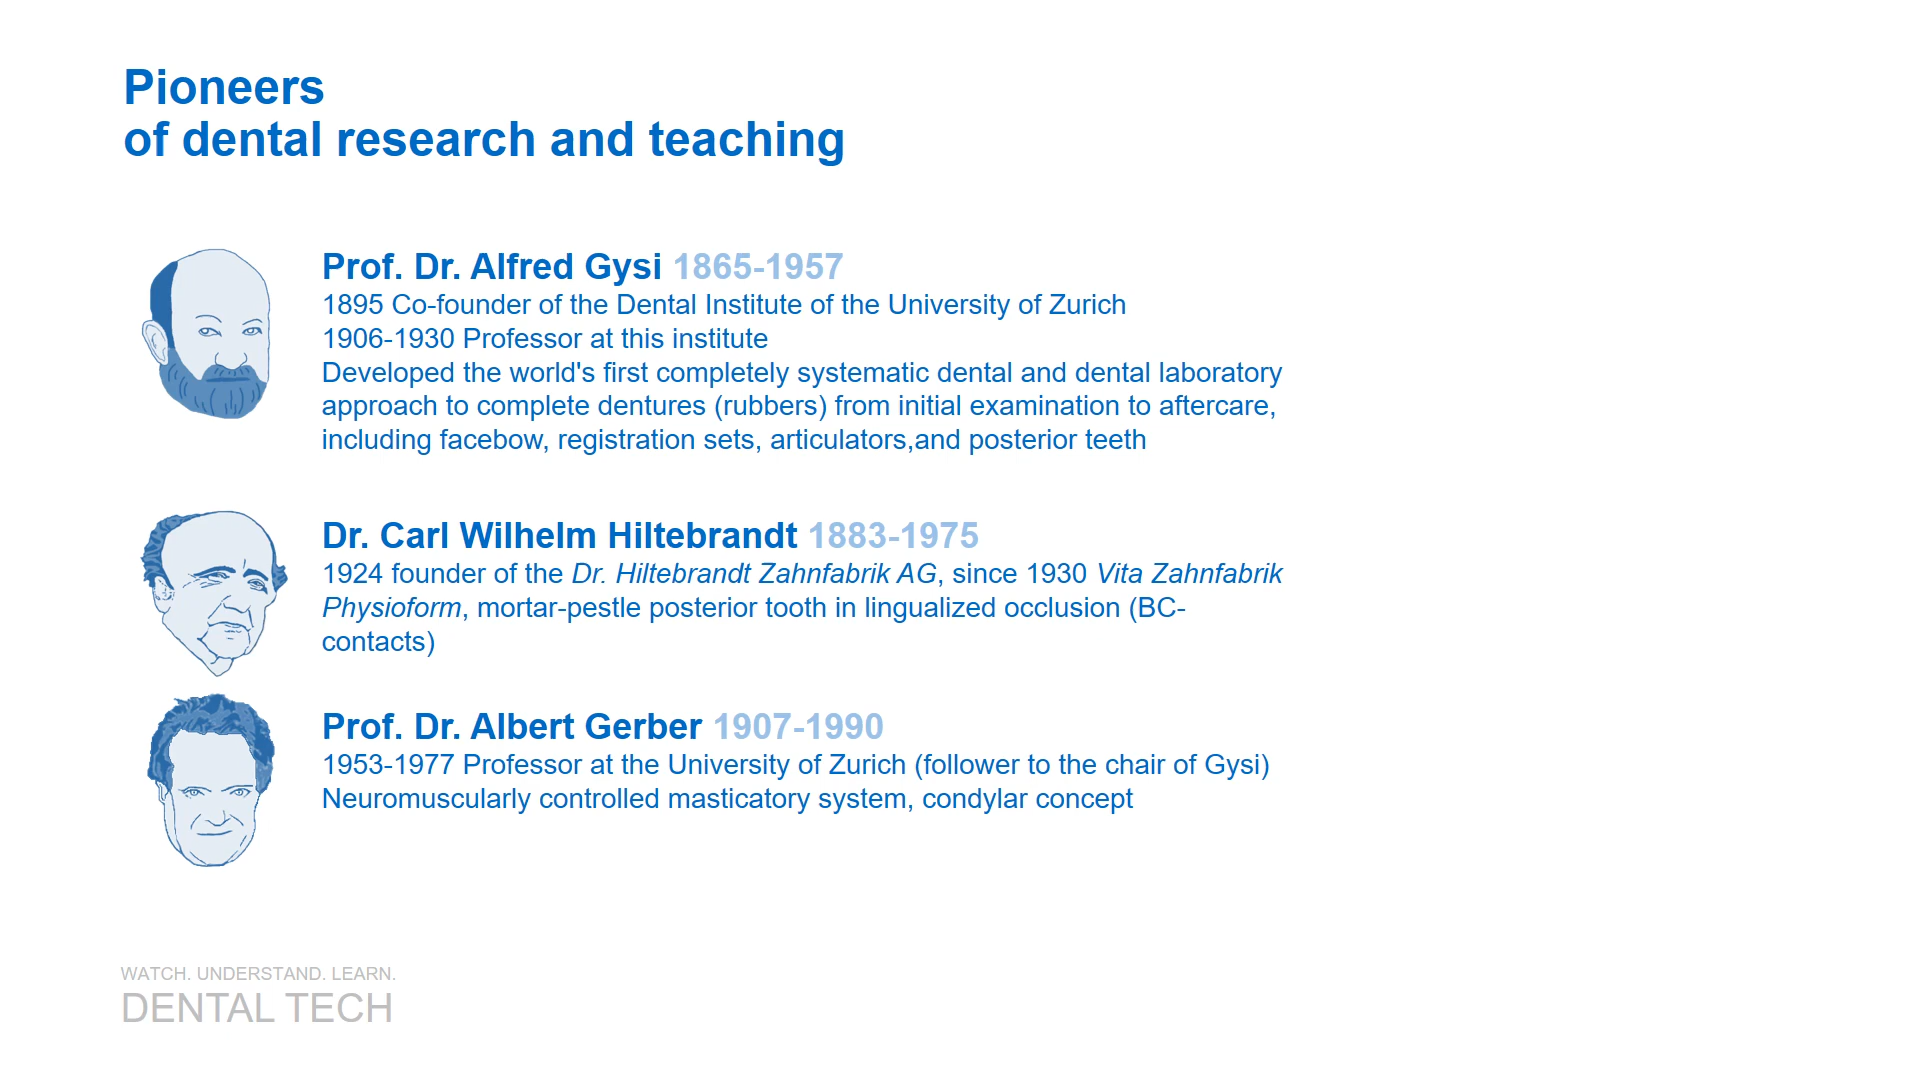 Pioneers
of dental research and teaching
Prof. Dr. Alfred Gysi 1865-1957
1895 Co-founder of the Dental Institute of the University of Zurich
1906-1930 Professor at this institute
Developed the world's first completely systematic dental and dental laboratory
approach to complete dentures (rubbers) from initial examination to aftercare,
including facebow, registration sets, articulators,and posterior teeth
Dr. Carl Wilhelm Hiltebrandt 1883-1975
1924 founder of the Dr. Hiltebrandt Zahnfabrik AG, since 1930 Vita Zahnfabrik
Physioform, mortar-pestle posterior tooth in lingualized occlusion (BC-
contacts)
Prof. Dr. Albert Gerber 1907-1990
1953-1977 Professor at the University of Zurich (follower to the chair of Gysi)
Neuromuscularly controlled masticatory system, condylar concept
WATCH. UNDERSTAND. LEARN.
DENTAL TECH